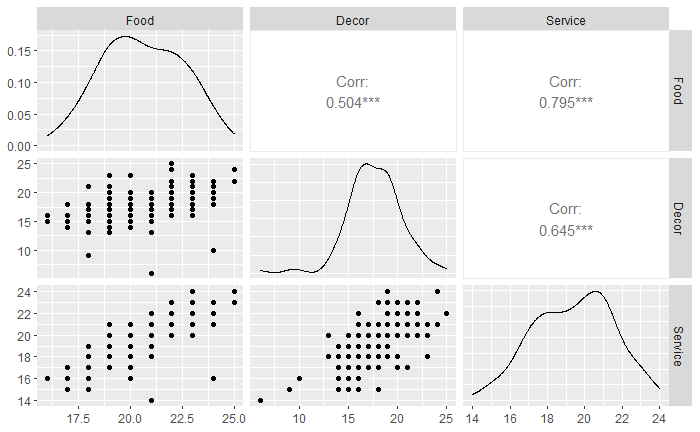 Food Decor Service
0.15
0.10
0.05
0.00
Corr:
0.504***
Corr:
0.795***
Food
25
20
15
10
Corr:
0.645***
Decor
24
22
20
18
16
14
Service
17.5 20.0 22.5 25.0 10 15 20 25 14 16 18 20 22 24